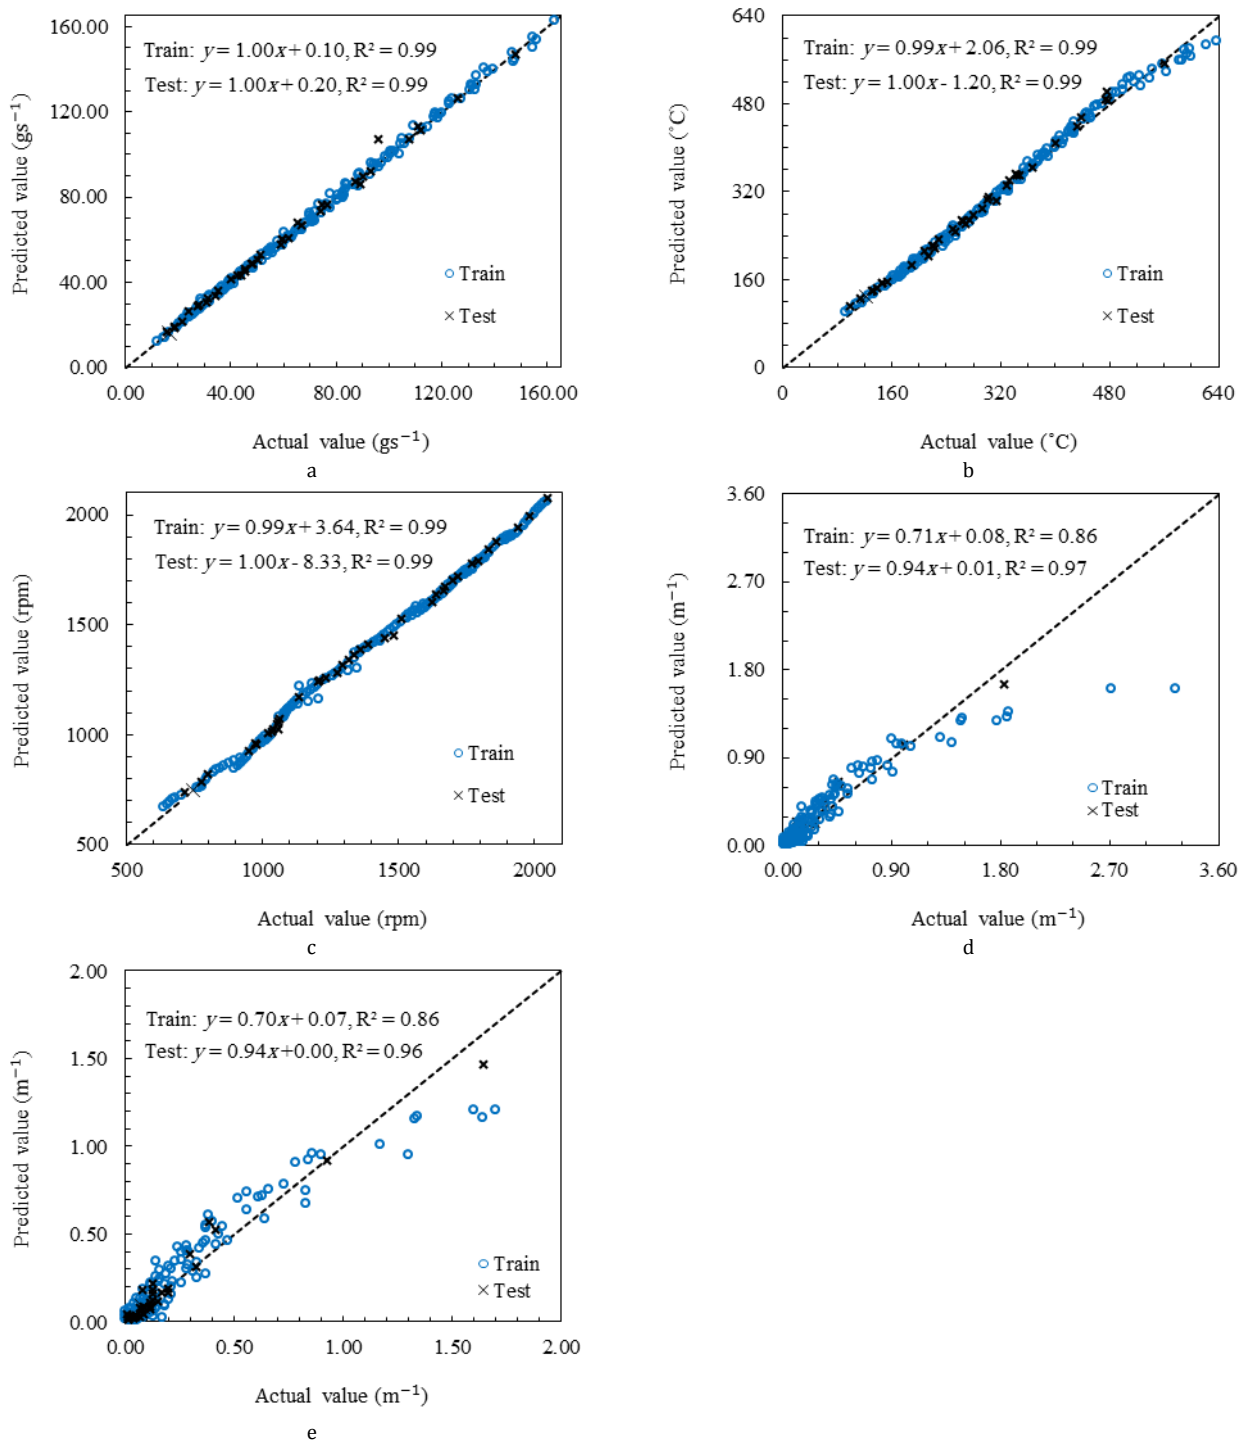 160.00
120.00
80.00
40.00
0.00
0.00 40.00 80.00 120.00 160.00
Predicted value (gs⁻¹)
Train: y = 1.00x + 0.10, R² = 0.99
Test: y = 1.00x + 0.20, R² = 0.99
Train
Test
Actual value (gs⁻¹)
a
640
480
320
160
0
0 160 320 480 640
Predicted value (˚C)
Train: y = 0.99x + 2.06, R² = 0.99
Test: y = 1.00x - 1.20, R² = 0.99
Train
Test
Actual value (˚C)
b
2000
1500
1000
500
500 1000 1500 2000
Predicted value (rpm)
Train: y = 0.99x + 3.64, R² = 0.99
Test: y = 1.00x - 8.33, R² = 0.99
Train
Test
Actual value (rpm)
c
3.60
2.70
1.80
0.90
0.00
0.00 0.90 1.80 2.70 3.60
Predicted value (m⁻¹)
Train: y = 0.71x + 0.08, R² = 0.86
Test: y = 0.94x + 0.01, R² = 0.97
Train
Test
Actual value (m⁻¹)
d
2.00
1.50
1.00
0.50
0.00
0.00 0.50 1.00 1.50 2.00
Predicted value (m⁻¹)
Train: y = 0.70x + 0.07, R² = 0.86
Test: y = 0.94x + 0.00, R² = 0.96
Train
Test
Actual value (m⁻¹)
e